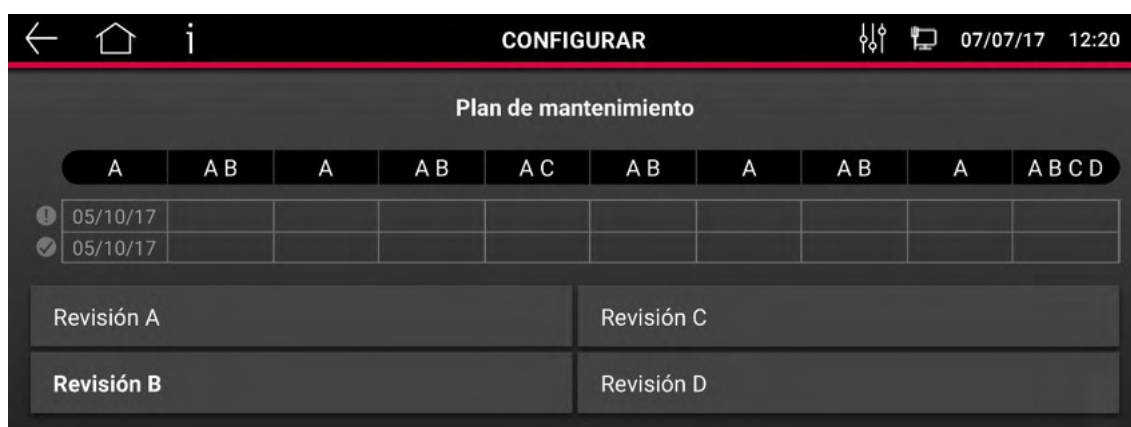 i CONFIGURAR 07/07/17 12:20
Plan de mantenimiento
A A B A A B A C A B A A B A A B C D
05/10/17
05/10/17
Revisión A Revisión C
Revisión B Revisión D